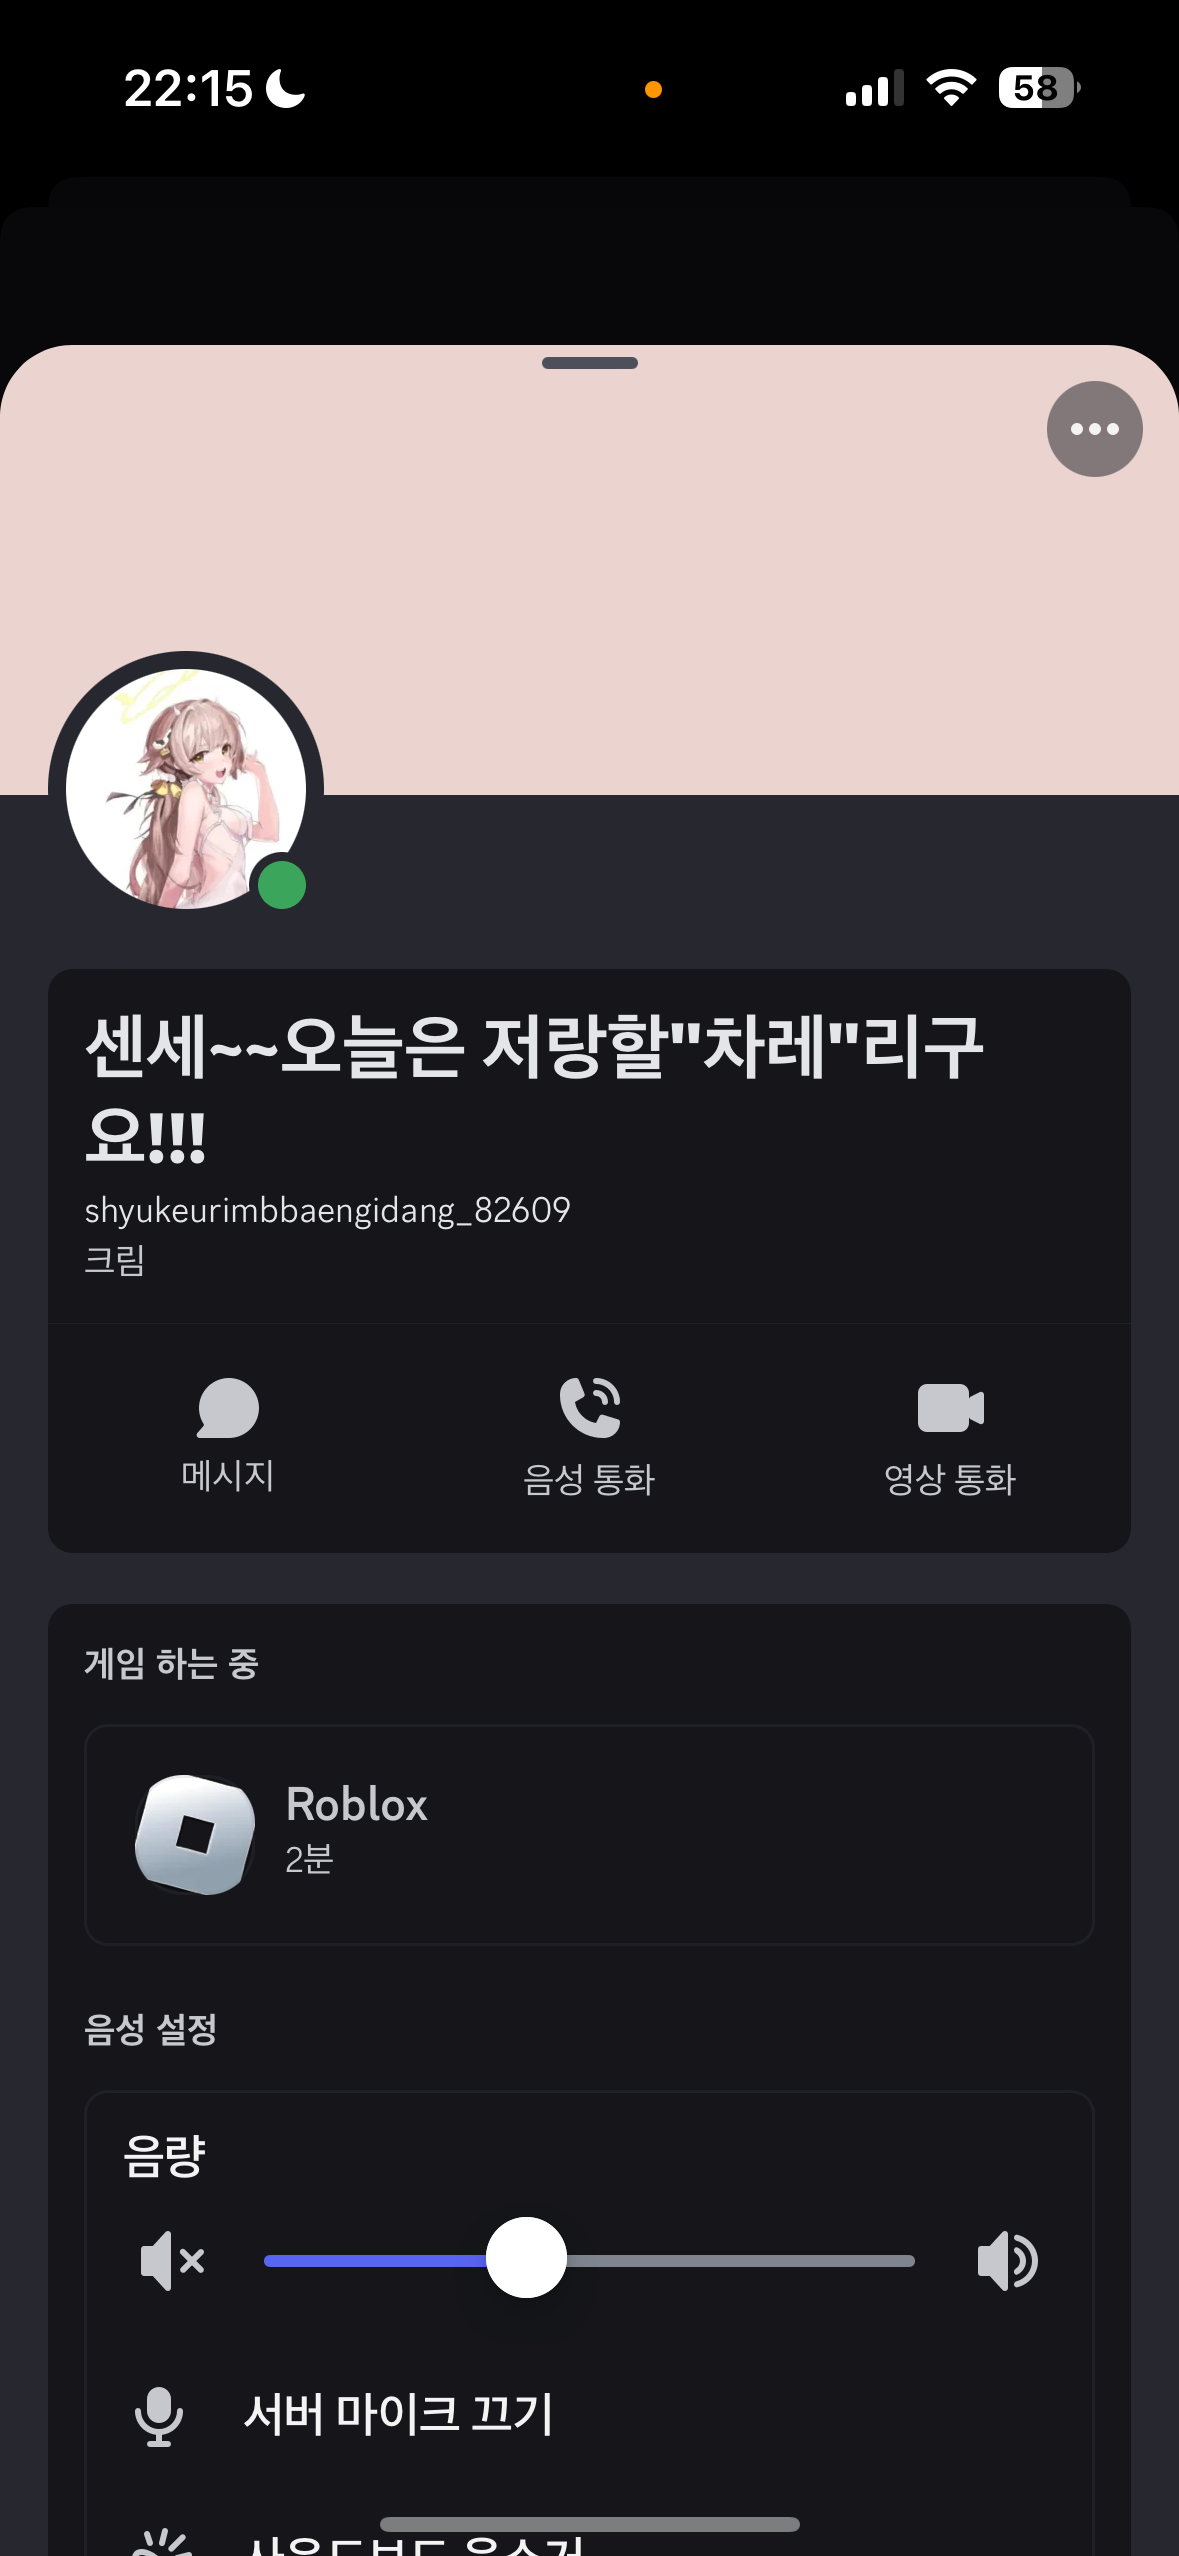 22:15
58
센세~~오늘은 저랑할"차레"리구
요!!!
shyukeurimbbaengidang_82609
크림
메시지
음성 통화
영상 통화
게임 하는 중
Roblox
2분
음성 설정
음량
서버 마이크 끄기